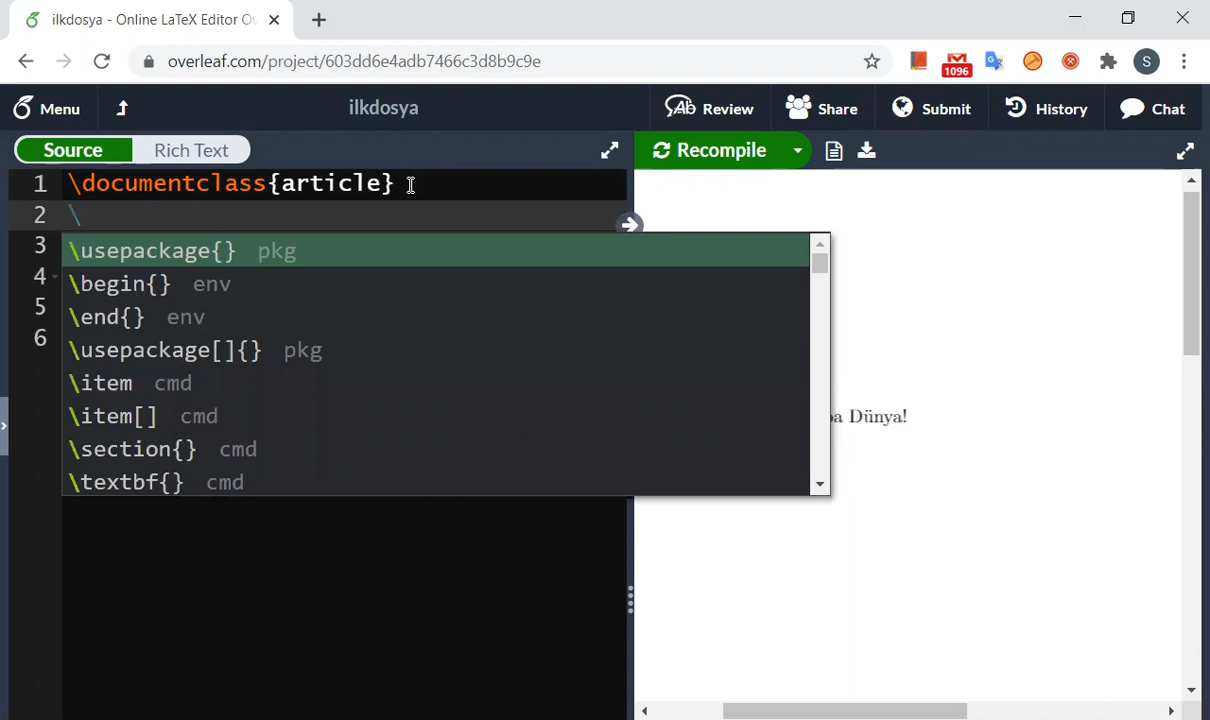 ilkdosya - Online LaTeX Editor
overleaf.com/project/603dd6e4adb7466c3d8b9c9e
1096
S
Menu
ilkdosya
Review
Share
Submit
History
Chat
Source
Rich Text
Recompile
1 \documentclass{article}
2 \
3
4
5
6
\usepackage{} pkg
\begin{} env
\end{} env
\usepackage[]{} pkg
\item cmd
\item[] cmd
\section{} cmd
\textbf{} cmd
Dünya!